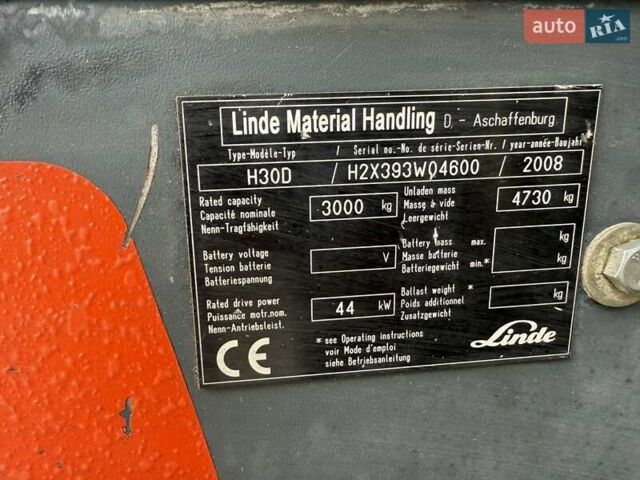 auto RIA .com
Linde Material Handling D - Aschaffenburg
Type-Modèle-Typ / Serial no.-No. de série-Serien-Nr. / year-année-Baujahr
H30D / H2X393W04600 / 2008
Rated capacity
Capacité nominale
Nenn-Tragfähigkeit
3000 kg
Unladen mass
Masse à vide
Leergewicht
4730 kg
Battery voltage
Tension batterie
Batteriespannung
V
Battery mass max.
Masse batterie
Batteriegewicht min.*
kg
kg
Rated drive power
Puissance motr.nom.
Nenn-Antriebsleist.
44 kW
Ballast weight *
Poids additionnel
Zusatzgewicht
kg
CE
* see Operating instructions
voir Mode d'emploi
siehe Betriebsanleitung
Linde